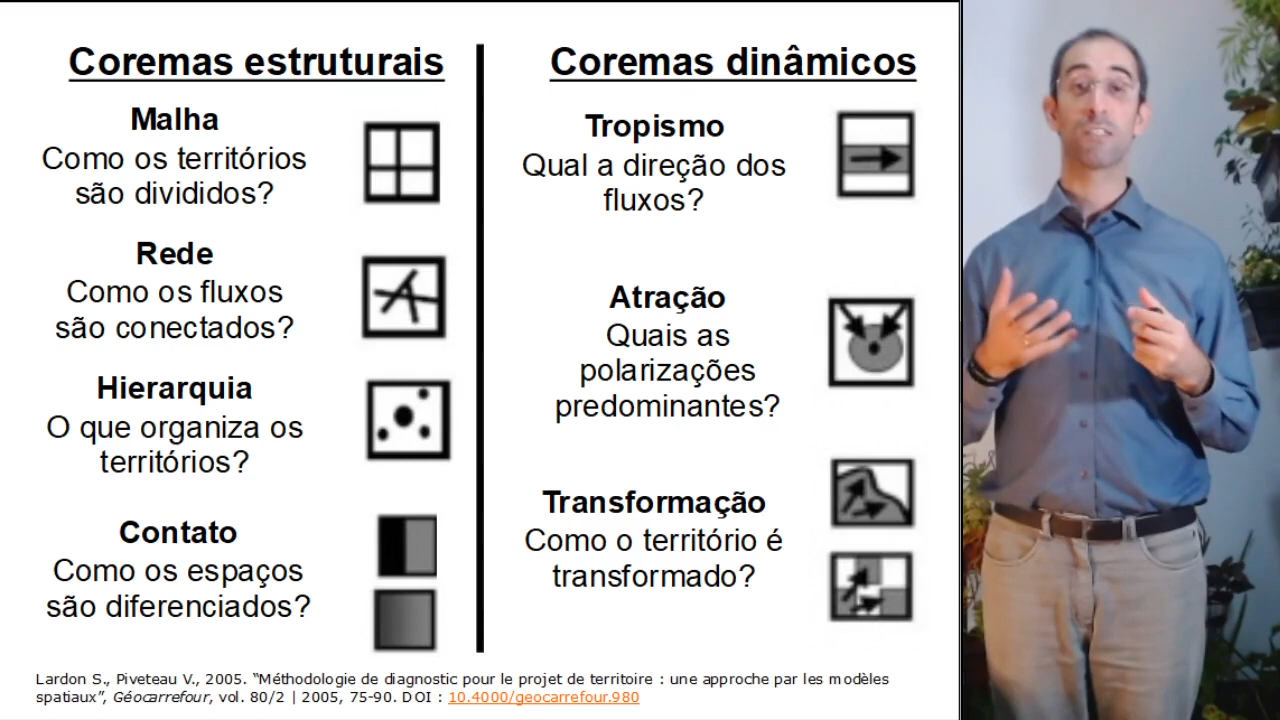 Coremas estruturais
Malha
Como os territórios
são divididos?
Rede
Como os fluxos
são conectados?
Hierarquia
O que organiza os
territórios?
Contato
Como os espaços
são diferenciados?
Coremas dinâmicos
Tropismo
Qual a direção dos
fluxos?
Atração
Quais as
polarizações
predominantes?
Transformação
Como o território é
transformado?
Lardon S., Piveteau V., 2005. “Méthodologie de diagnostic pour le projet de territoire : une approche par les modèles
spatiaux”, Géocarrefour, vol. 80/2 | 2005, 75-90. DOI : 10.4000/geocarrefour.980